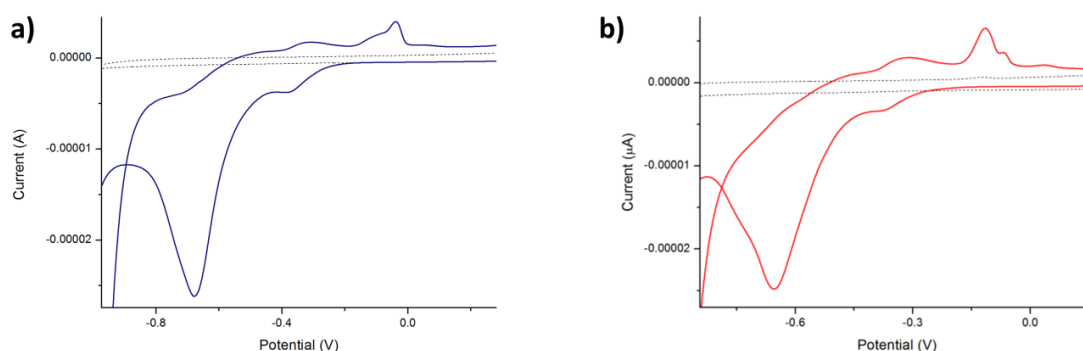 a)
0.00000
-0.00001
-0.00002
Current (A)
-0.8
-0.4
0.0
Potential (V)
b)
0.00000
-0.00001
-0.00002
Current (μA)
-0.6
-0.3
0.0
Potential (V)